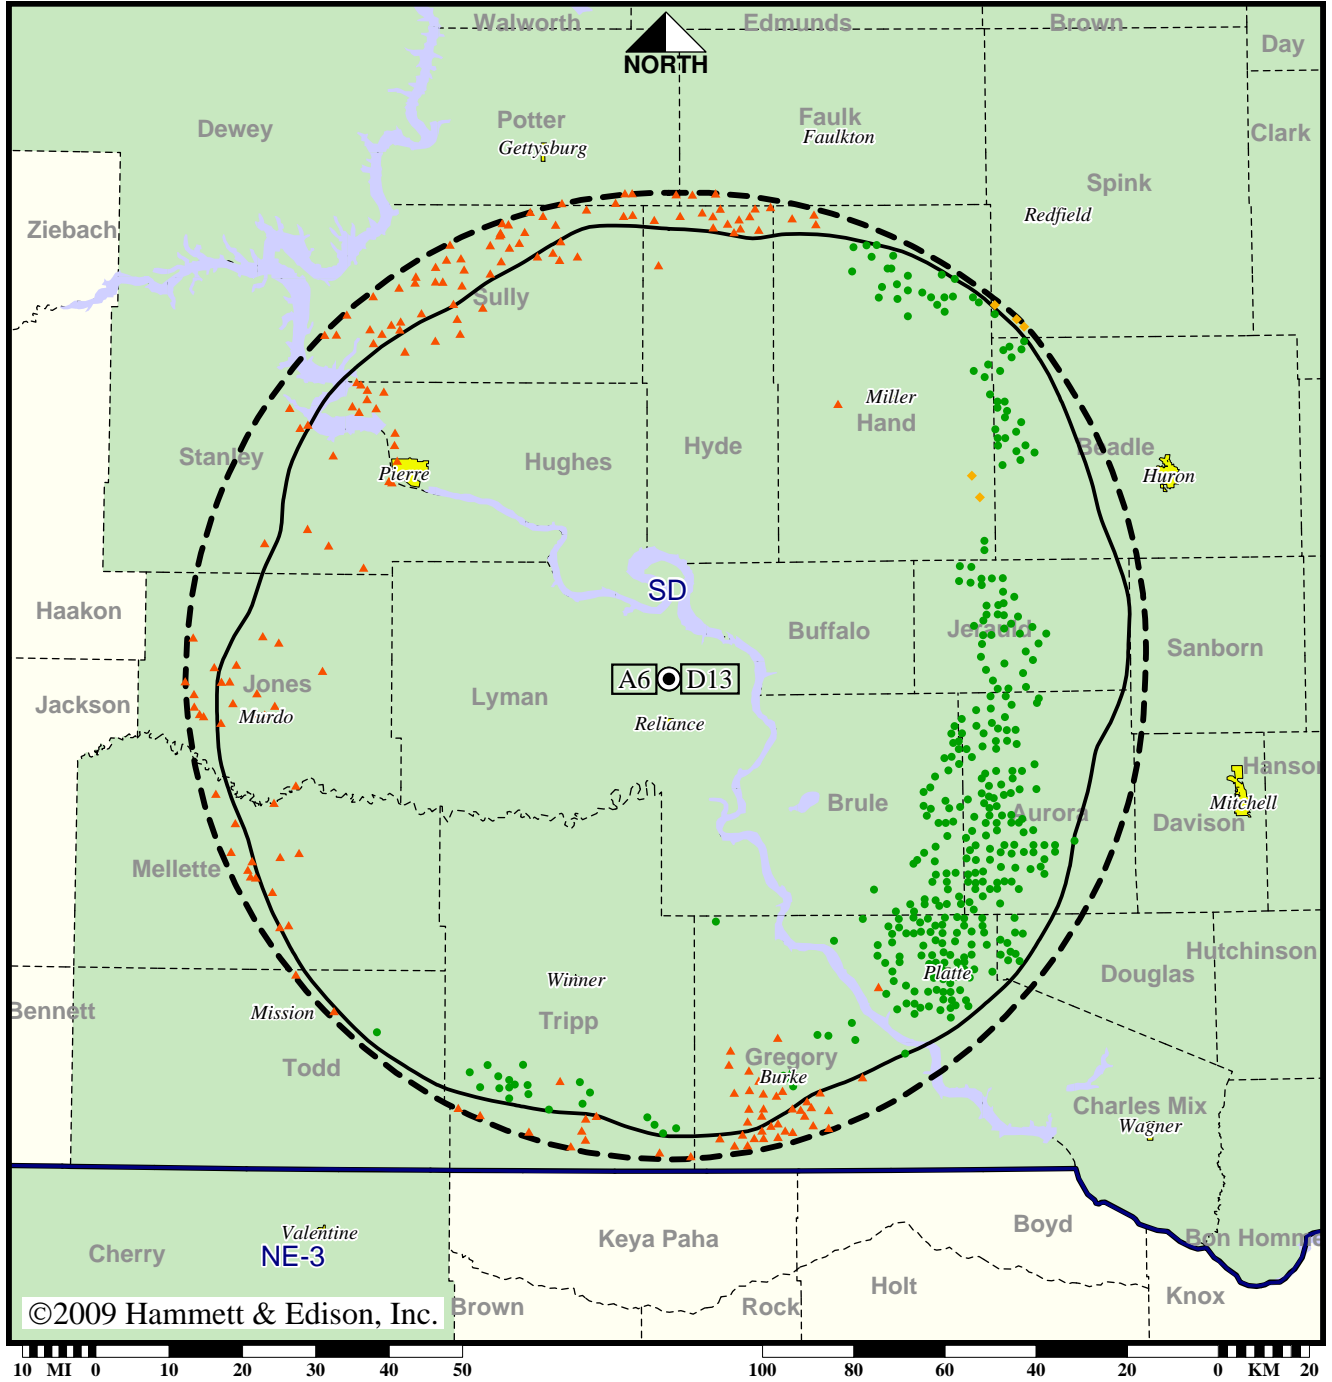 Walworth
Edmunds
Brown
Day
NORTH
Dewey
Potter
Gettysburg
Faulk
Faulkton
Clark
Spink
Redfield
Ziebach
Sully
Miller
Hand
Stanley
Pierre
Hughes
Hyde
Beadle
Huron
SD
Haakon
Buffalo
Jerauld
Sanborn
Jackson
Jones
Murdo
Lyman
A6
D13
Reliance
Hanson
Brule
Aurora
Mitchell
Davison
Mellette
Hutchinson
Douglas
Platte
Winner
Bennett
Mission
Tripp
Todd
Gregory
Burke
Charles Mix
Wagner
Valentine
Cherry
NE-3
Keya Paha
Boyd
Bon Homme
Holt
Knox
©2009 Hammett & Edison, Inc.
Brown
Rock
10 MI 0 10 20 30 40 50 100 80 60 40 20 0 KM 20